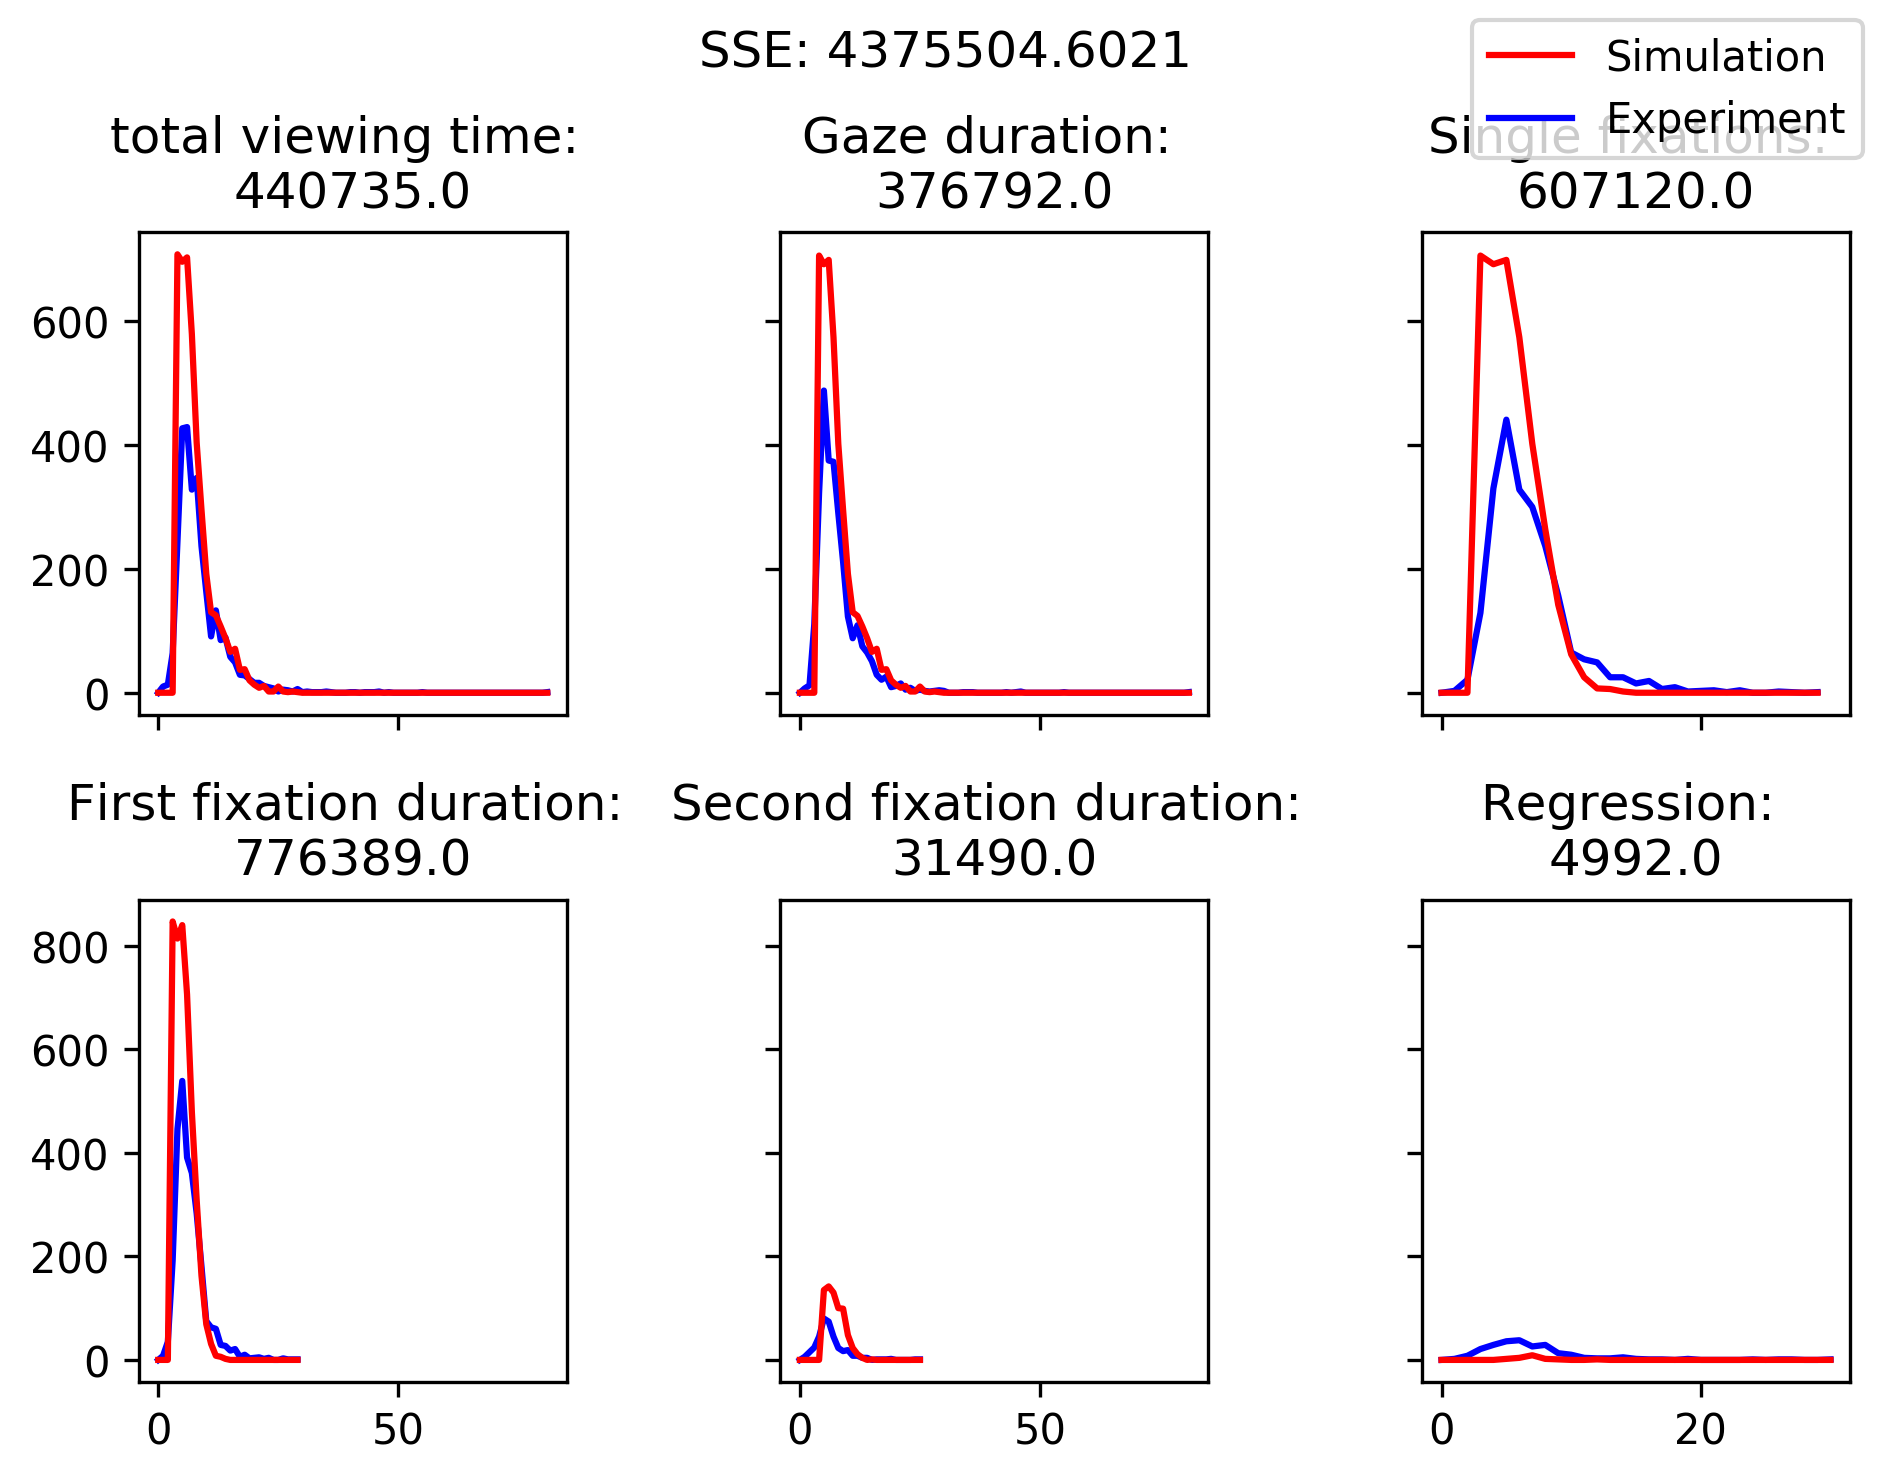 SSE: 4375504.6021
Simulation
Experiment
total viewing time:
440735.0
Gaze duration:
376792.0
Single fixations:
607120.0
600
400
200
0
First fixation duration:
776389.0
Second fixation duration:
31490.0
Regression:
4992.0
800
600
400
200
0
0 50
0 50
0 20